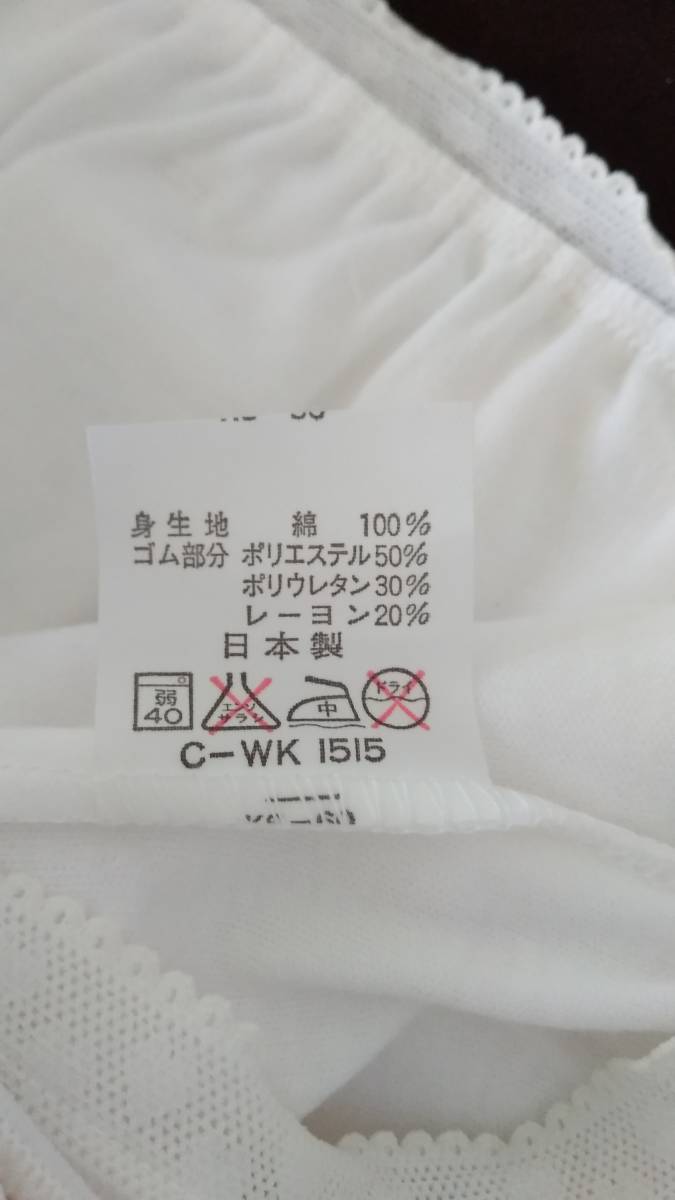 身生地　綿　100%
ゴム部分 ポリエステル50%
ポリウレタン30%
レーヨン20%
日本製
弱 エンソ 中 ドライ
40 サラシ
C-WK 1515